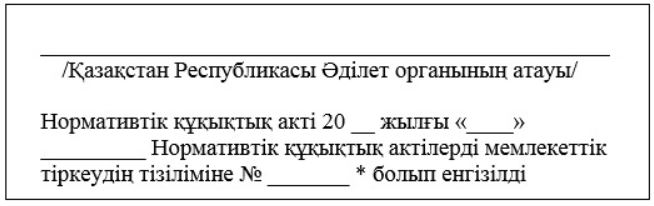 ________________________________________________
/Қазақстан Республикасы Әділет органының атауы/
Нормативтік құқықтық акті 20 __ жылғы «____»
_________ Нормативтік құқықтық актілерді мемлекеттік
тіркеудің тізіліміне № _______ * болып енгізілді